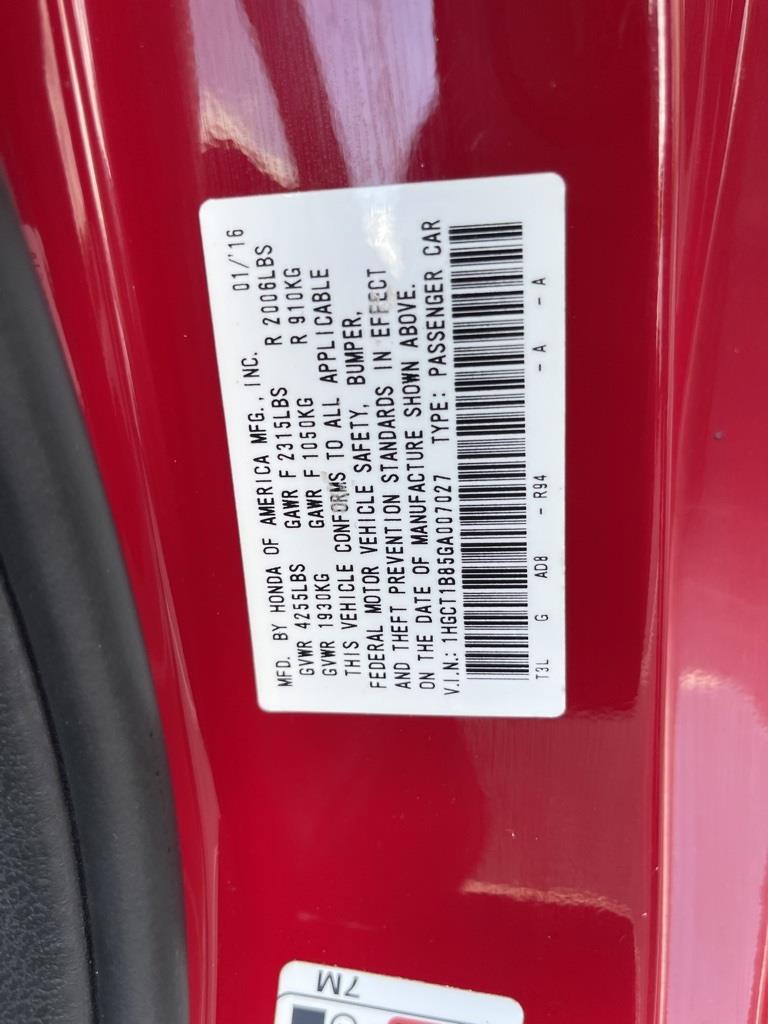 MFD. BY HONDA OF AMERICA MFG., INC. 01/'16
GVWR 4255LBS GAWR F 2315LBS R 2006LBS
GVWR 1930KG GAWR F 1050KG R 910KG
THIS VEHICLE CONFORMS TO ALL APPLICABLE
FEDERAL MOTOR VEHICLE SAFETY, BUMPER,
AND THEFT PREVENTION STANDARDS IN EFFECT
ON THE DATE OF MANUFACTURE SHOWN ABOVE.
V.I.N.: 1HGCT1B85GA007027 TYPE: PASSENGER CAR
T3L G AD8 - R94 - A - A
7M